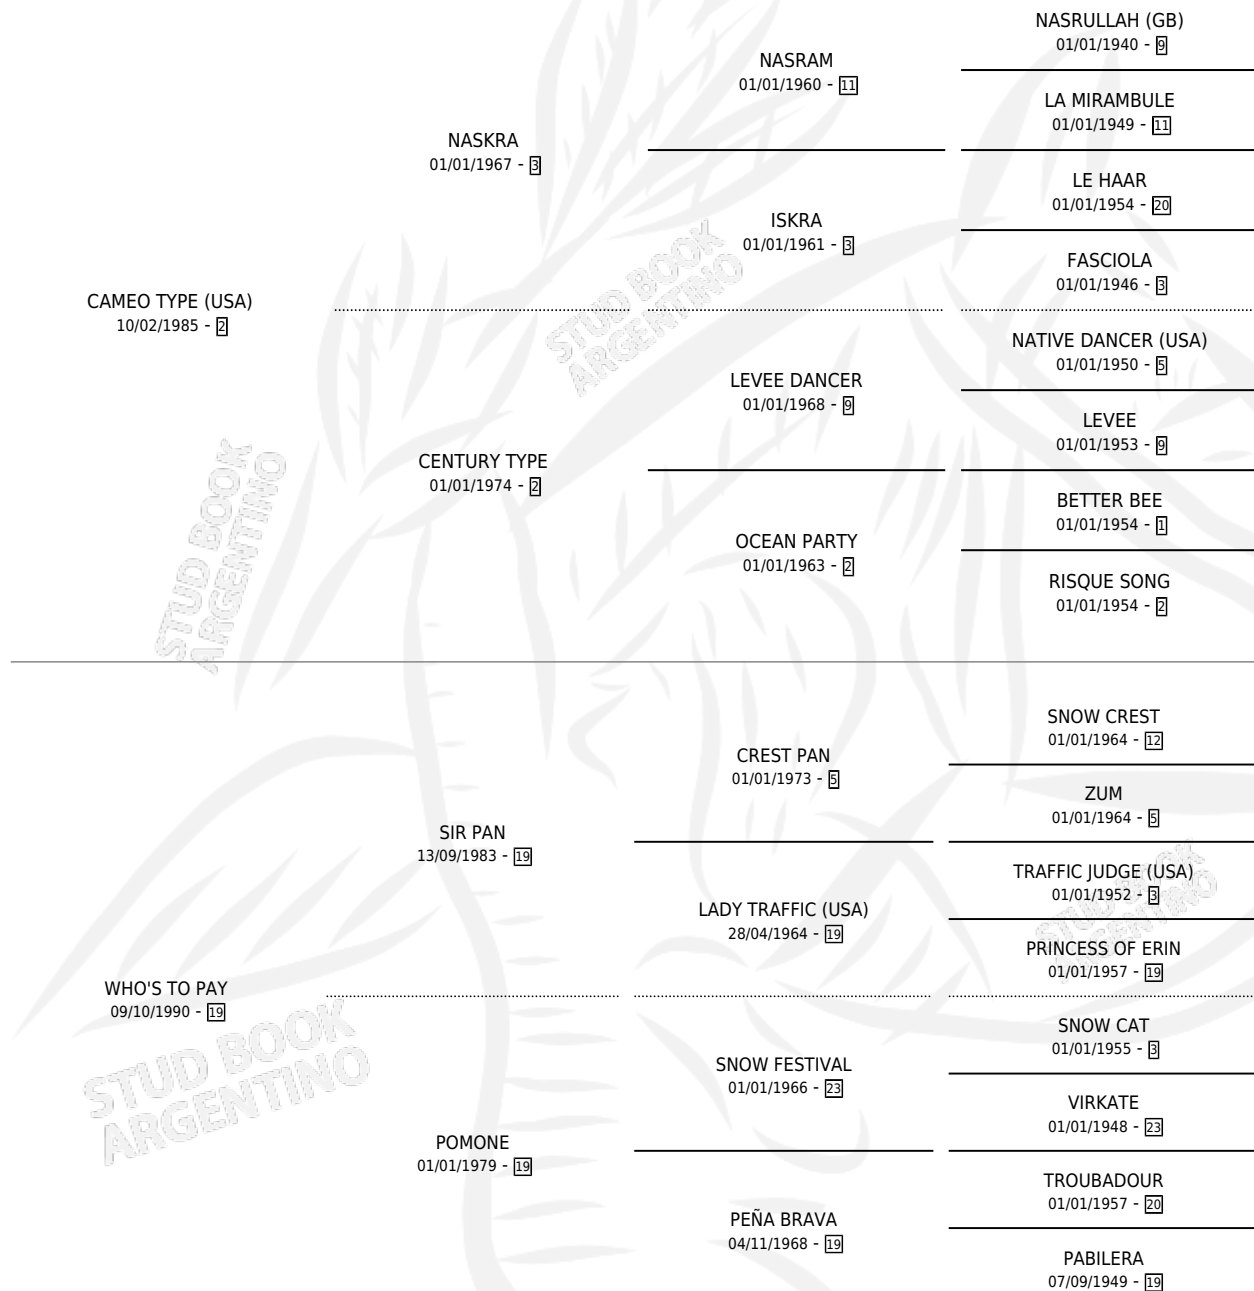 NASRULLAH (GB)
01/01/1940 - 9
NASRAM
01/01/1960 - 11
LA MIRAMBULE
01/01/1949 - 11
NASKRA
01/01/1967 - 3
LE HAAR
01/01/1954 - 20
ISKRA
01/01/1961 - 3
FASCIOLA
01/01/1946 - 3
CAMEO TYPE (USA)
10/02/1985 - 2
NATIVE DANCER (USA)
01/01/1950 - 5
LEVEE DANCER
01/01/1968 - 9
LEVEE
01/01/1953 - 9
CENTURY TYPE
01/01/1974 - 2
BETTER BEE
01/01/1954 - 1
OCEAN PARTY
01/01/1963 - 2
RISQUE SONG
01/01/1954 - 2
SNOW CREST
01/01/1964 - 12
CREST PAN
01/01/1973 - 5
ZUM
01/01/1964 - 5
SIR PAN
13/09/1983 - 19
TRAFFIC JUDGE (USA)
01/01/1952 - 3
LADY TRAFFIC (USA)
28/04/1964 - 19
PRINCESS OF ERIN
01/01/1957 - 19
WHO'S TO PAY
09/10/1990 - 19
SNOW CAT
01/01/1955 - 3
SNOW FESTIVAL
01/01/1966 - 23
VIRKATE
01/01/1948 - 23
POMONE
01/01/1979 - 19
TROUBADOUR
01/01/1957 - 20
PEÑA BRAVA
04/11/1968 - 19
PABILERA
07/09/1949 - 19
STUD BOOK
ARGENTINO
STUD BOOK
ARGENTINO
STUD BOOK
ARGENTINO
STUD BOOK
ARGENTINO